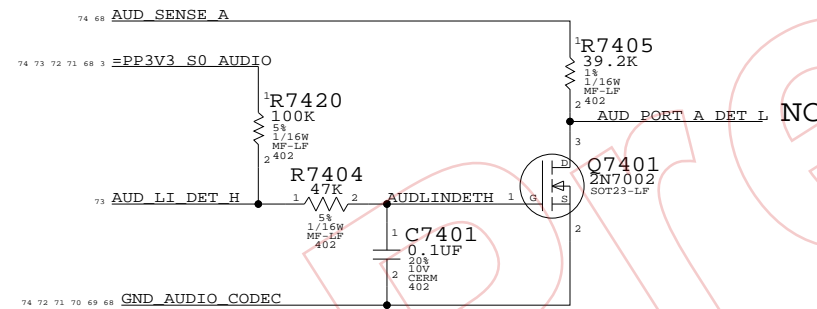 74 68 AUD_SENSE_A
74 73 72 71 68 3 =PP3V3_S0_AUDIO
1
R7405
39.2K
1%
1/16W
MF-LF
402
2
AUD_PORT_A_DET_L NO
1
R7420
100K
5%
1/16W
MF-LF
402
2
R7404
47K
73 AUD_LI_DET_H
1 2
5%
1/16W
MF-LF
402
AUDLINDETH 1
3
D
G
S
2
Q7401
2N7002
SOT23-LF
1
C7401
0.1UF
20%
10V
CERM
402
2
74 72 71 70 69 68 GND_AUDIO_CODEC
Pre